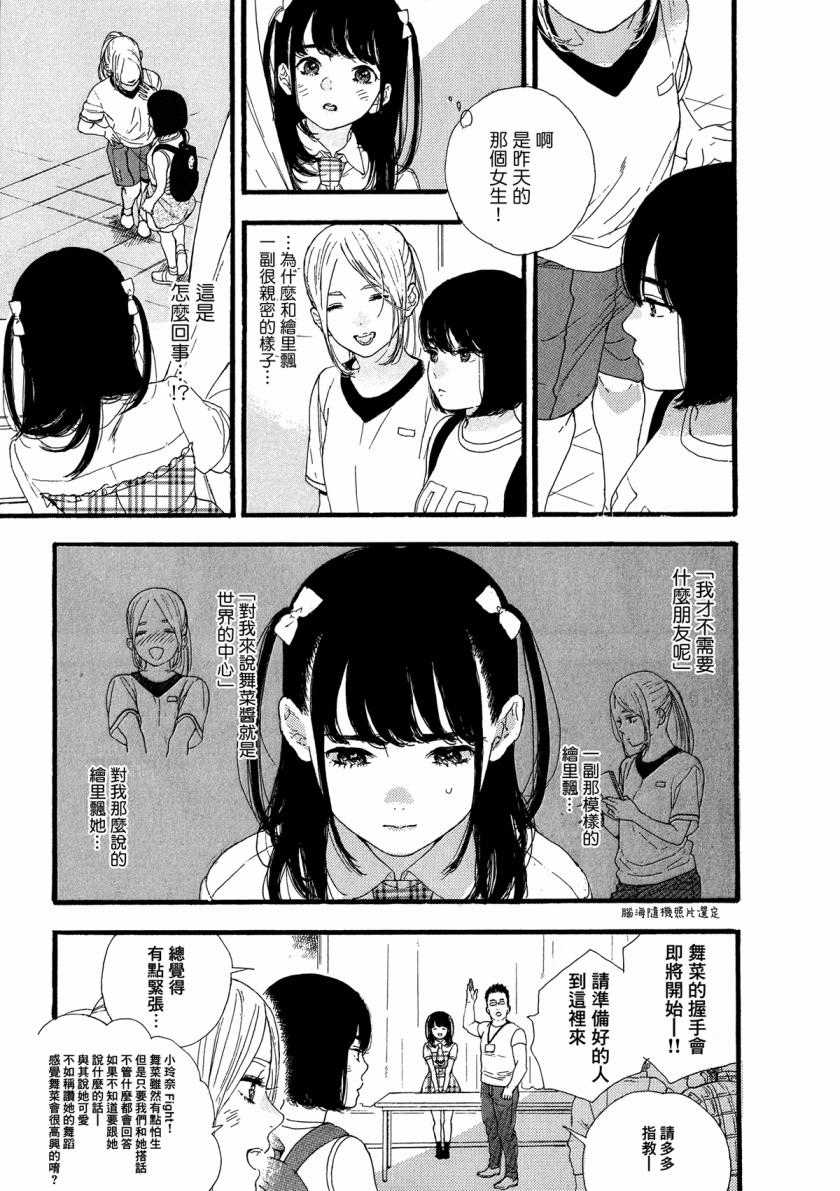 啊
是昨天的
那個女生！
…為什麼和繪里飄
一副很親密的樣子…
這是
怎麼回事…!?
「我才不需要
什麼朋友呢」
一副那模樣的
繪里飄…
「對我來說舞菜醬就是
世界的中心」
對我那麼說的
繪里飄她…
腦海隨機照片選定
舞菜的握手會
即將開始—!!
請準備好的人
到這裡來
請多多
指教—
總覺得
有點緊張…
小玲奈 Fight！
舞菜雖然有點怕生
但是只要我們和她搭話
不管什麼都會回答
如果不知道要跟她
說什麼的話—
與其說她可愛
不如稱讚她的舞蹈
感覺舞菜會很高興的唷？